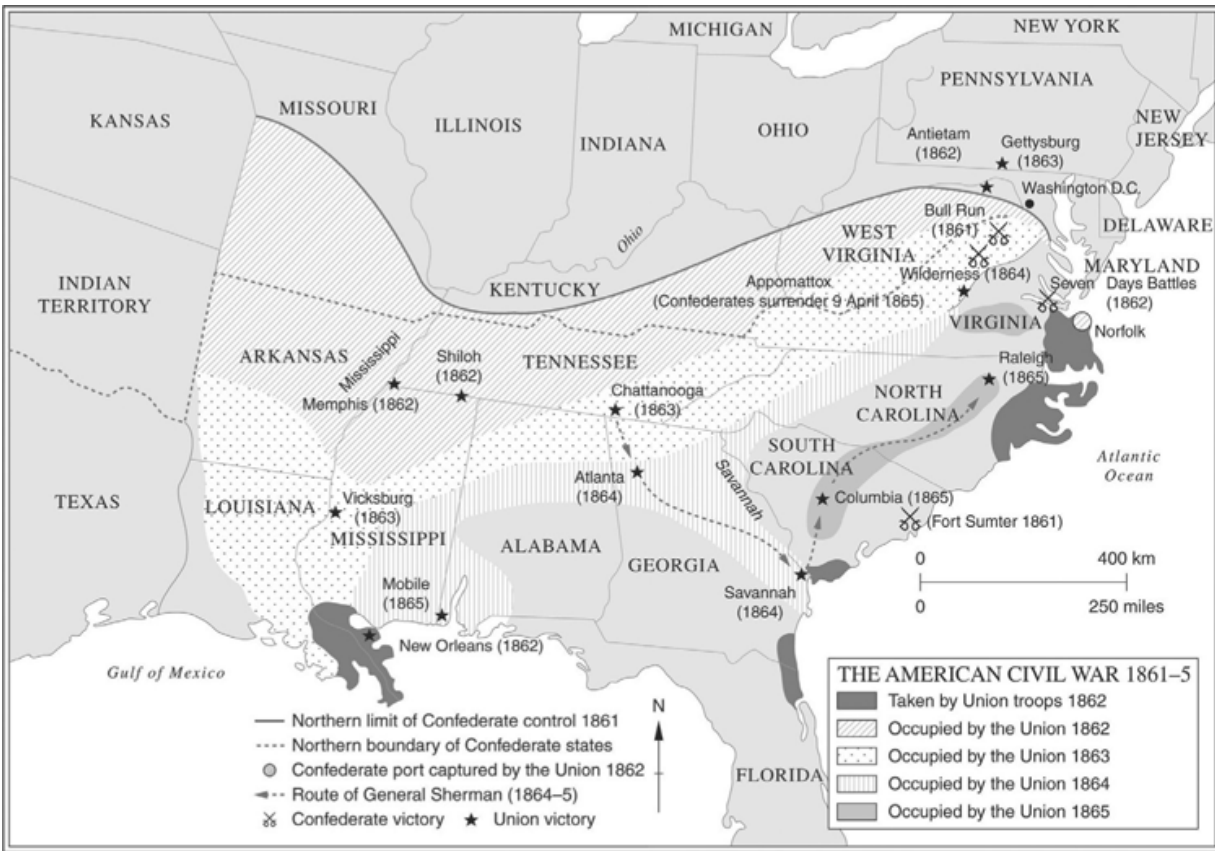 MICHIGAN
NEW YORK
PENNSYLVANIA
KANSAS
MISSOURI
ILLINOIS
INDIANA
OHIO
NEW
JERSEY
Antietam
(1862)
Gettysburg
(1863)
Washington D.C.
Bull Run
(1861)
DELAWARE
WEST
VIRGINIA
Ohio
MARYLAND
INDIAN
TERRITORY
KENTUCKY
Appomattox
(Confederates surrender 9 April 1865)
Wilderness (1864)
Seven Days Battles
(1862)
VIRGINIA
Norfolk
ARKANSAS
Mississippi
Shiloh
(1862)
TENNESSEE
Memphis (1862)
Chattanooga
(1863)
Raleigh
(1865)
NORTH
CAROLINA
SOUTH
CAROLINA
Atlantic
Ocean
TEXAS
LOUISIANA
Vicksburg
(1863)
MISSISSIPPI
Atlanta
(1864)
Savannah
Columbia (1865)
(Fort Sumter 1861)
ALABAMA
GEORGIA
Mobile
(1865)
Savannah
(1864)
0 400 km
0 250 miles
New Orleans (1862)
Gulf of Mexico
FLORIDA
N
Northern limit of Confederate control 1861
Northern boundary of Confederate states
Confederate port captured by the Union 1862
Route of General Sherman (1864–5)
Confederate victory
Union victory
THE AMERICAN CIVIL WAR 1861–5
Taken by Union troops 1862
Occupied by the Union 1862
Occupied by the Union 1863
Occupied by the Union 1864
Occupied by the Union 1865